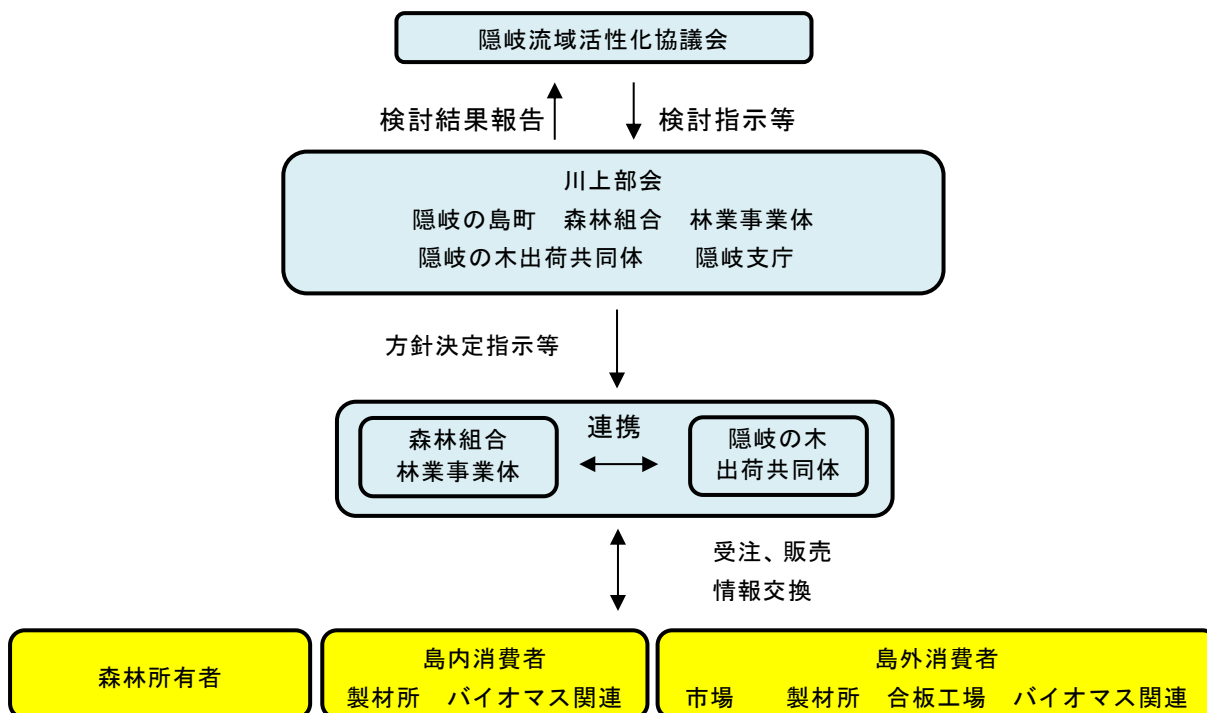 隠岐流域活性化協議会
検討結果報告 検討指示等
川上部会
隠岐の島町 森林組合 林業事業体
隠岐の木出荷共同体 隠岐支庁
方針決定指示等
連携
森林組合
林業事業体
隠岐の木
出荷共同体
受注、販売
情報交換
森林所有者
島内消費者
製材所 バイオマス関連
島外消費者
市場 製材所 合板工場 バイオマス関連